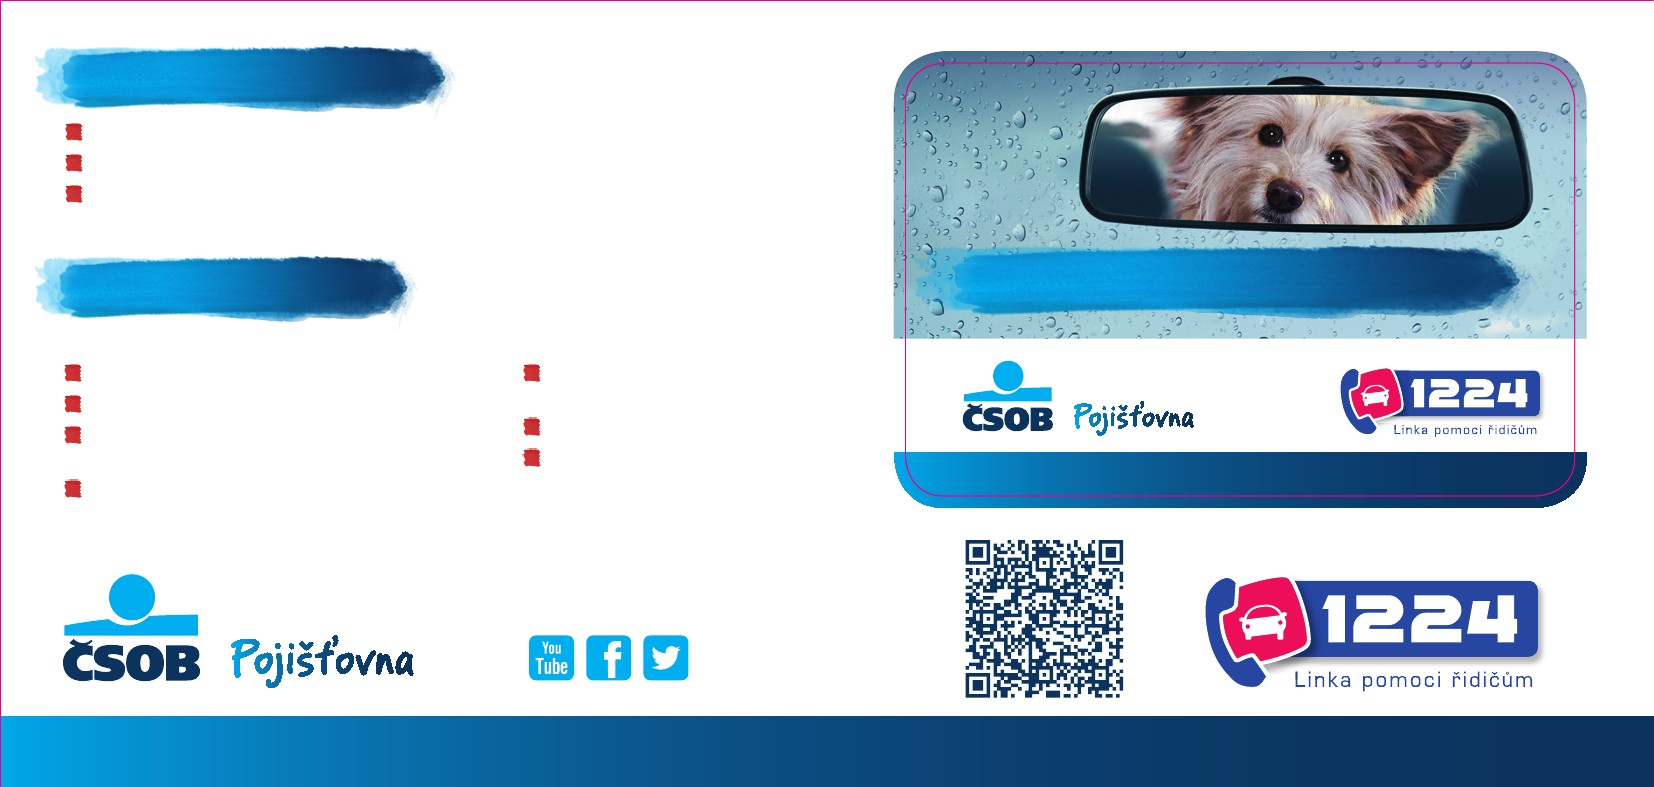 ČSOB Pojišťovna
1224
Linka pomoci řidičům
ČSOB Pojišťovna
You
Tube
1224
Linka pomoci řidičům